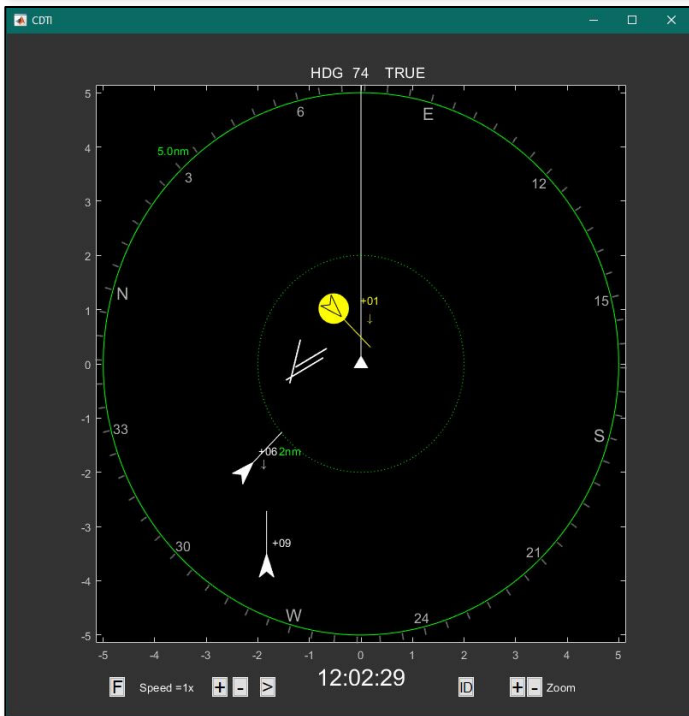 CDTI
HDG 74 TRUE
5
4
3
2
1
0
-1
-2
-3
-4
-5
6
E
5.0nm
3
12
N
15
+01
↓
33
S
+06 2nm
↓
+09
30
21
W
24
-5 -4 -3 -2 -1 0 1 2 3 4 5
F Speed =1x + - > 12:02:29 ID + - Zoom